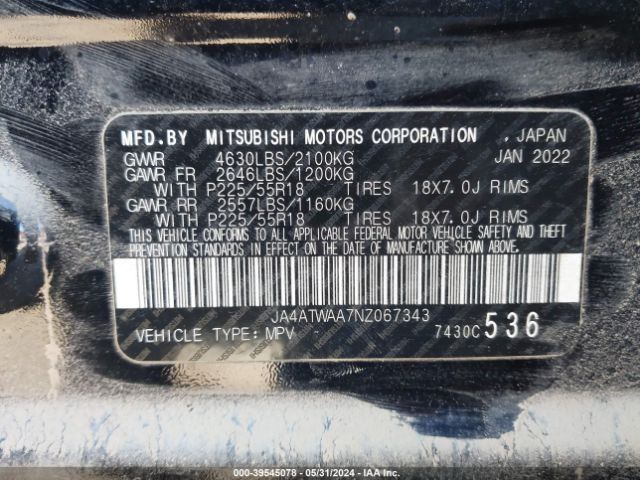 MFD.BY MITSUBISHI MOTORS CORPORATION , JAPAN
GVWR 4630LBS/2100KG JAN 2022
GAWR FR 2646LBS/1200KG
WITH P225/55R18 TIRES 18X7.0J RIMS
GAWR RR 2557LBS/1160KG
WITH P225/55R18 TIRES 18X7.0J RIMS
THIS VEHICLE CONFORMS TO ALL APPLICABLE FEDERAL MOTOR VEHICLE SAFETY AND THEFT
PREVENTION STANDARDS IN EFFECT ON THE DATE OF MANUFACTURE SHOWN ABOVE.
JA4ATWAA7NZ067343
VEHICLE TYPE: MPV 7430C 536
000-39545078 - 05/31/2024 - IAA Inc.